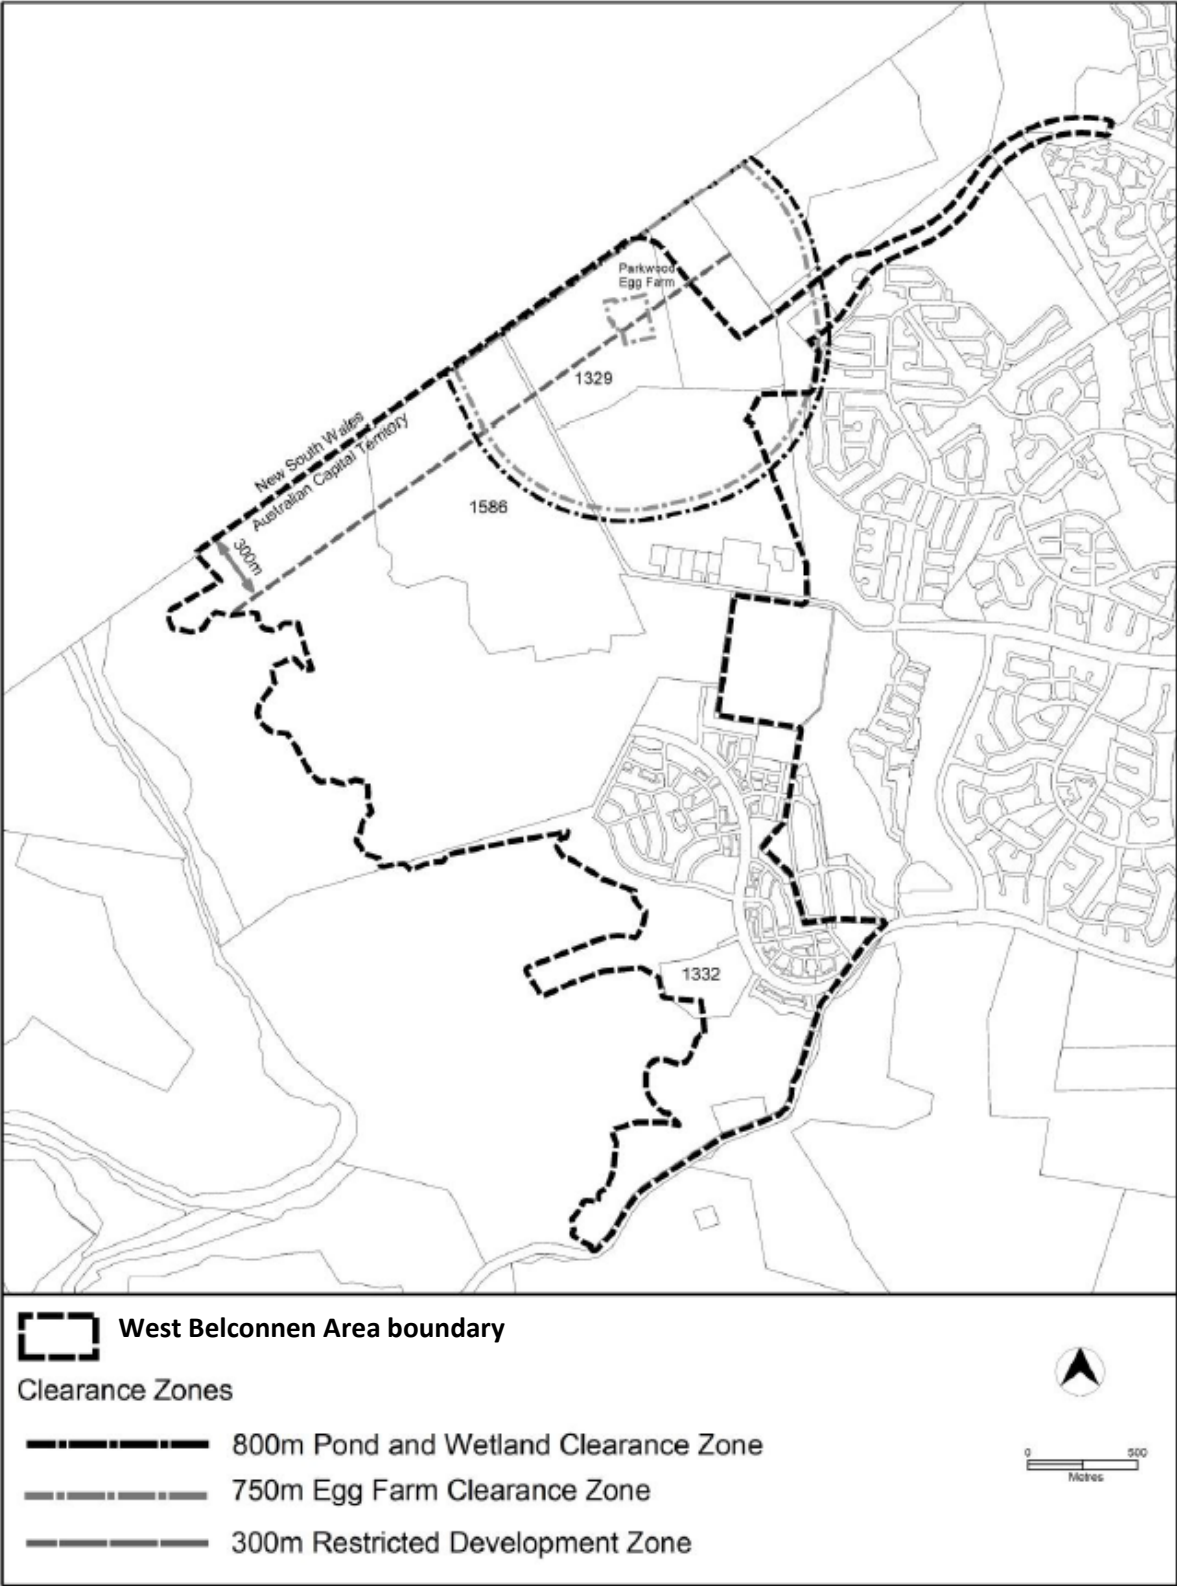 Parkwood
Egg Farm
1329
New South Wales
Australian Capital Territory
1586
300m
1332
West Belconnen Area boundary
Clearance Zones
800m Pond and Wetland Clearance Zone
750m Egg Farm Clearance Zone
300m Restricted Development Zone
0 500
Metres